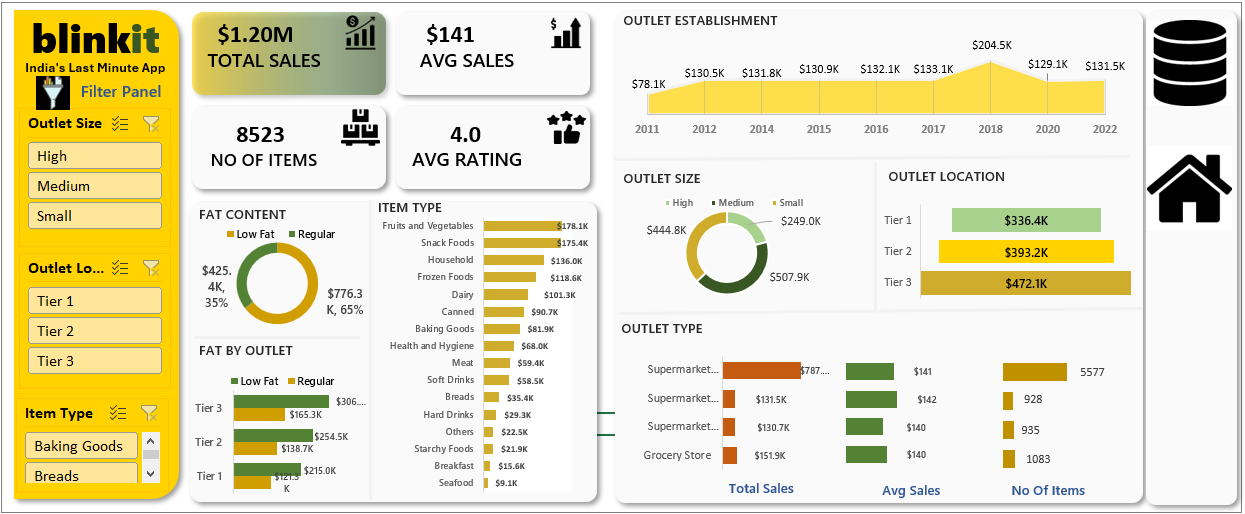 blinkit
India's Last Minute App
Filter Panel
Outlet Size
High
Medium
Small
Outlet Lo...
Tier 1
Tier 2
Tier 3
Item Type
Baking Goods
Breads
$1.20M
TOTAL SALES
$141
AVG SALES
8523
NO OF ITEMS
4.0
AVG RATING
FAT CONTENT
Low Fat Regular
$425.
4K,
35%
$776.3
K, 65%
FAT BY OUTLET
Low Fat Regular
Tier 3 $306....
$165.3K
Tier 2 $254.5K
$138.7K
Tier 1 $215.0K
$121.3
K
ITEM TYPE
Fruits and Vegetables $178.1K
Snack Foods $175.4K
Household $136.0K
Frozen Foods $118.6K
Dairy $101.3K
Canned $90.7K
Baking Goods $81.9K
Health and Hygiene $68.0K
Meat $59.4K
Soft Drinks $58.5K
Breads $35.4K
Hard Drinks $29.3K
Others $22.5K
Starchy Foods $21.9K
Breakfast $15.6K
Seafood $9.1K
OUTLET ESTABLISHMENT
$78.1K $130.5K $131.8K $130.9K $132.1K $133.1K $204.5K $129.1K $131.5K
2011 2012 2014 2015 2016 2017 2018 2020 2022
OUTLET SIZE
High Medium Small
$249.0K
$444.8K
$507.9K
OUTLET LOCATION
Tier 1 $336.4K
Tier 2 $393.2K
Tier 3 $472.1K
OUTLET TYPE
Supermarket... $787.... $141 5577
Supermarket... $131.5K $142 928
Supermarket... $130.7K $140 935
Grocery Store $151.9K $140 1083
Total Sales Avg Sales No Of Items